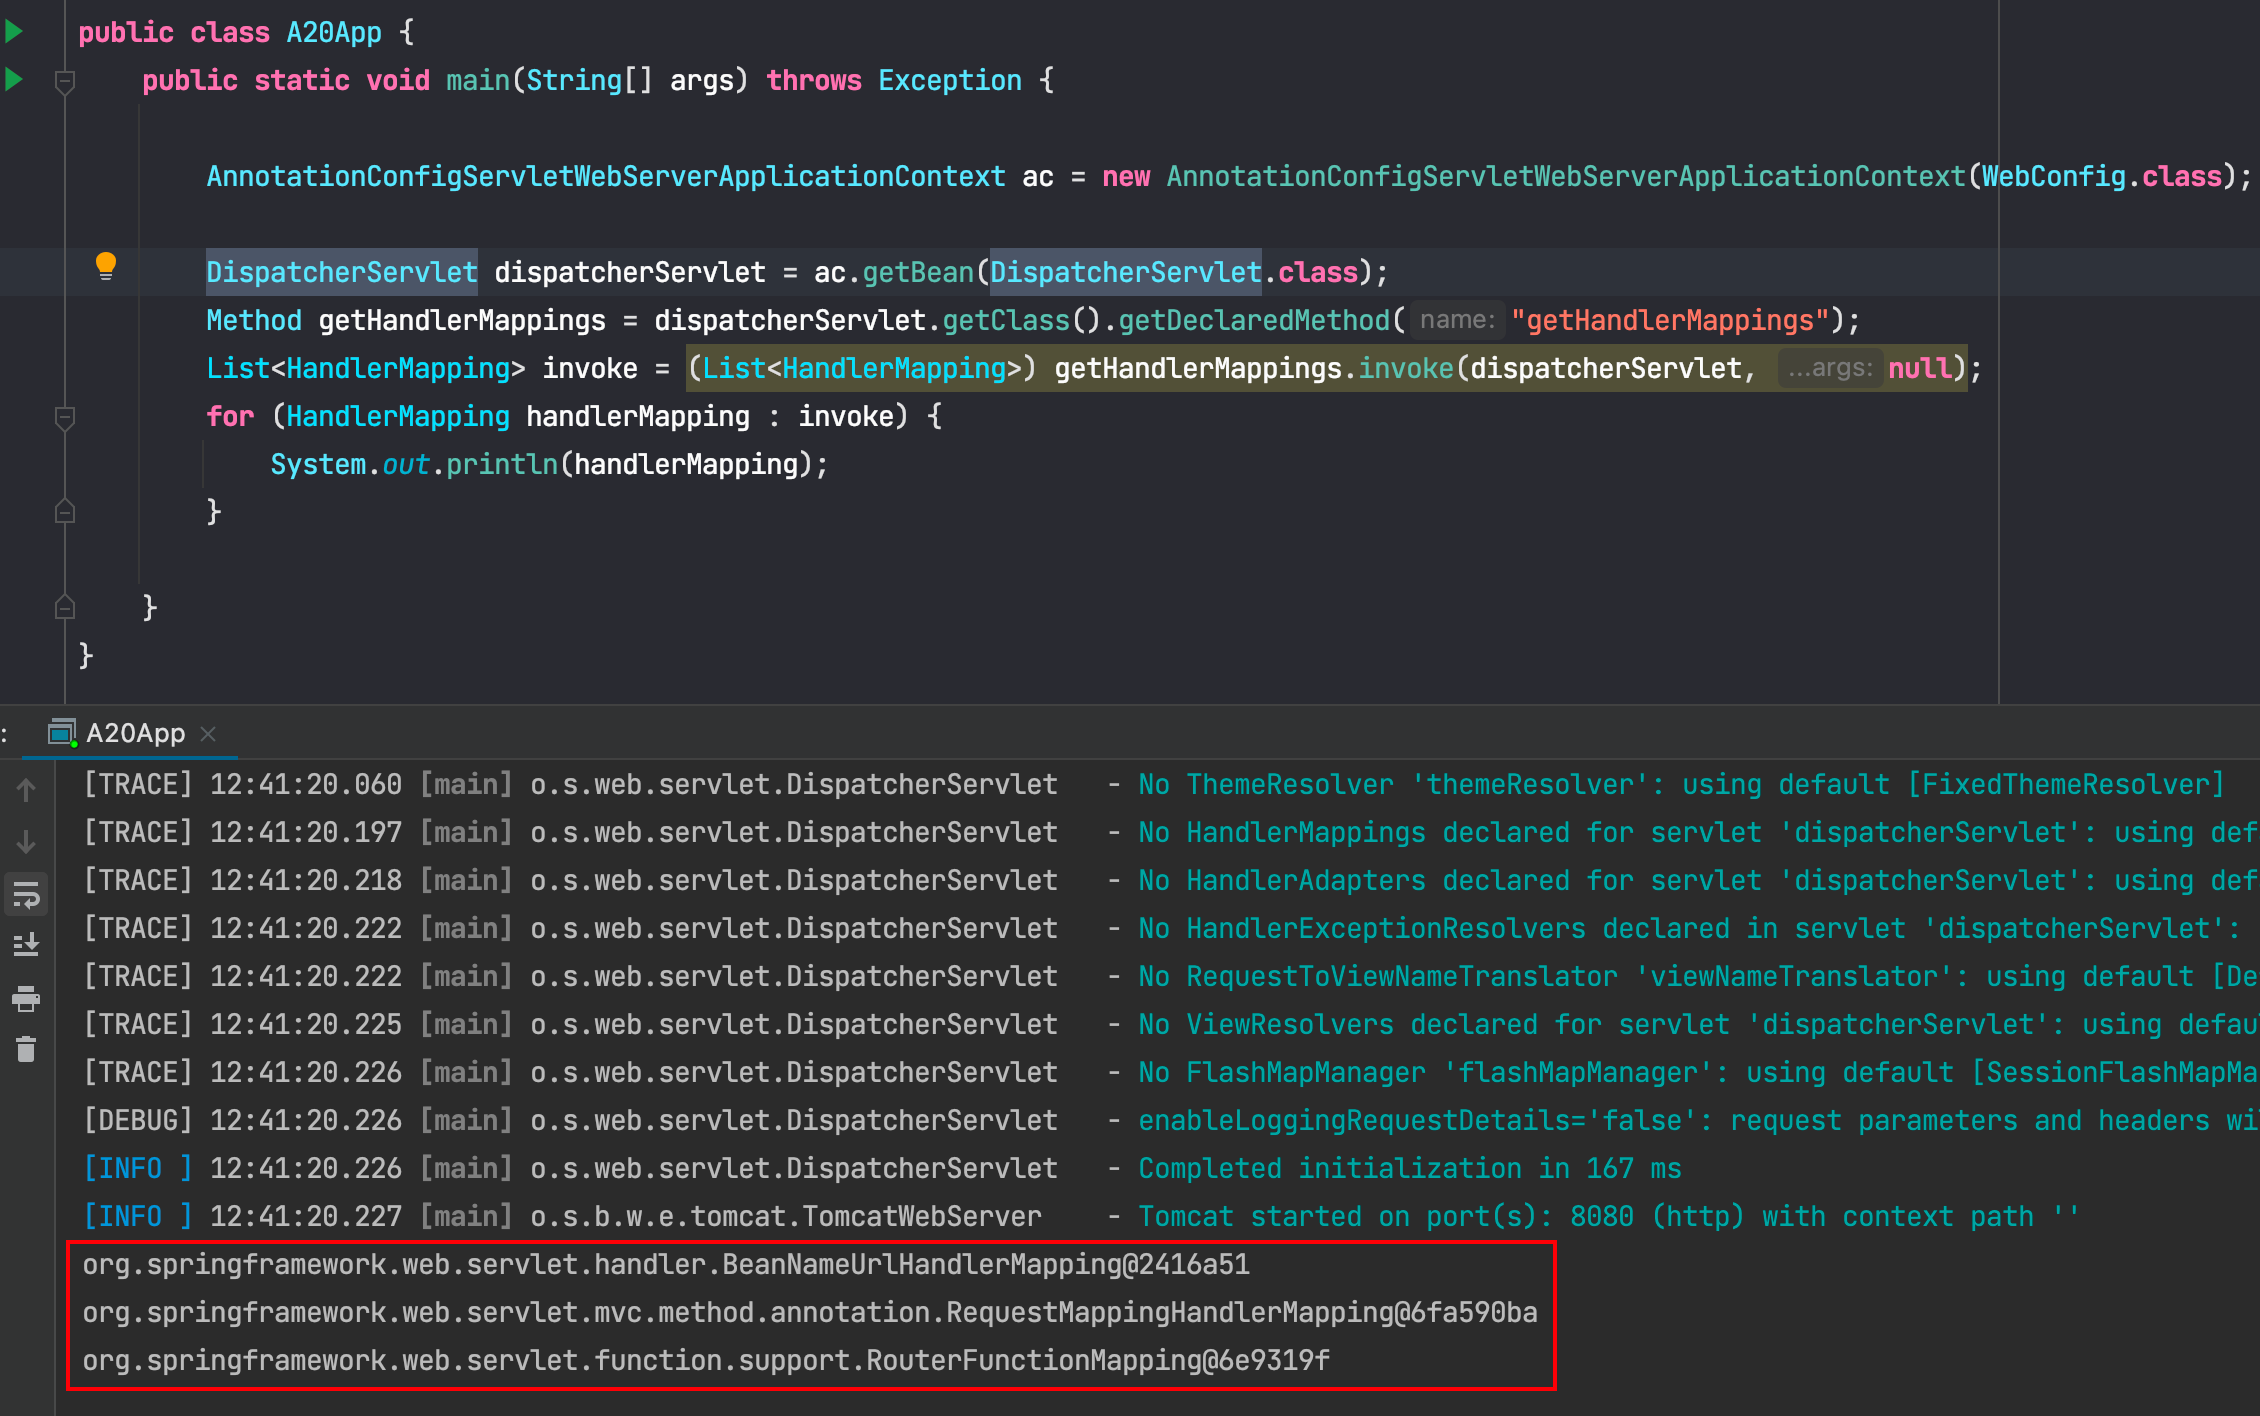 public class A20App {
public static void main(String[] args) throws Exception {
AnnotationConfigServletWebServerApplicationContext ac = new AnnotationConfigServletWebServerApplicationContext(WebConfig.class);
DispatcherServlet dispatcherServlet = ac.getBean(DispatcherServlet.class);
Method getHandlerMappings = dispatcherServlet.getClass().getDeclaredMethod( name: "getHandlerMappings");
List<HandlerMapping> invoke = (List<HandlerMapping>) getHandlerMappings.invoke(dispatcherServlet, ...args: null);
for (HandlerMapping handlerMapping : invoke) {
System.out.println(handlerMapping);
}
}
}
: A20App
[TRACE] 12:41:20.060 [main] o.s.web.servlet.DispatcherServlet - No ThemeResolver 'themeResolver': using default [FixedThemeResolver]
[TRACE] 12:41:20.197 [main] o.s.web.servlet.DispatcherServlet - No HandlerMappings declared for servlet 'dispatcherServlet': using def
[TRACE] 12:41:20.218 [main] o.s.web.servlet.DispatcherServlet - No HandlerAdapters declared for servlet 'dispatcherServlet': using def
[TRACE] 12:41:20.222 [main] o.s.web.servlet.DispatcherServlet - No HandlerExceptionResolvers declared in servlet 'dispatcherServlet':
[TRACE] 12:41:20.222 [main] o.s.web.servlet.DispatcherServlet - No RequestToViewNameTranslator 'viewNameTranslator': using default [De
[TRACE] 12:41:20.225 [main] o.s.web.servlet.DispatcherServlet - No ViewResolvers declared for servlet 'dispatcherServlet': using defau
[TRACE] 12:41:20.226 [main] o.s.web.servlet.DispatcherServlet - No FlashMapManager 'flashMapManager': using default [SessionFlashMapMa
[DEBUG] 12:41:20.226 [main] o.s.web.servlet.DispatcherServlet - enableLoggingRequestDetails='false': request parameters and headers wi
[INFO ] 12:41:20.226 [main] o.s.web.servlet.DispatcherServlet - Completed initialization in 167 ms
[INFO ] 12:41:20.227 [main] o.s.b.w.e.tomcat.TomcatWebServer - Tomcat started on port(s): 8080 (http) with context path ''
org.springframework.web.servlet.handler.BeanNameUrlHandlerMapping@2416a51
org.springframework.web.servlet.mvc.method.annotation.RequestMappingHandlerMapping@6fa590ba
org.springframework.web.servlet.function.support.RouterFunctionMapping@6e9319f